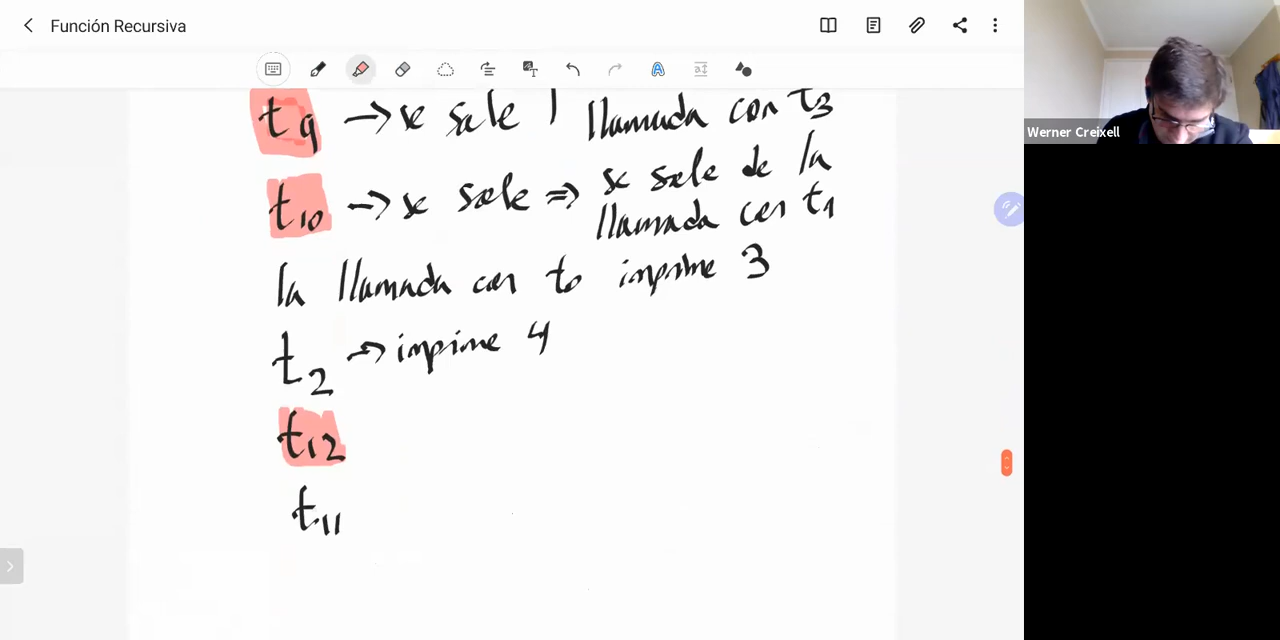 Función Recursiva
t9 → se sale | llamada con t3
t10 → se sale ⇒ se sale de la
llamada con t1
la llamada con t0 imprime 3
t2 → imprime 4
t12
t11
Werner Creixell